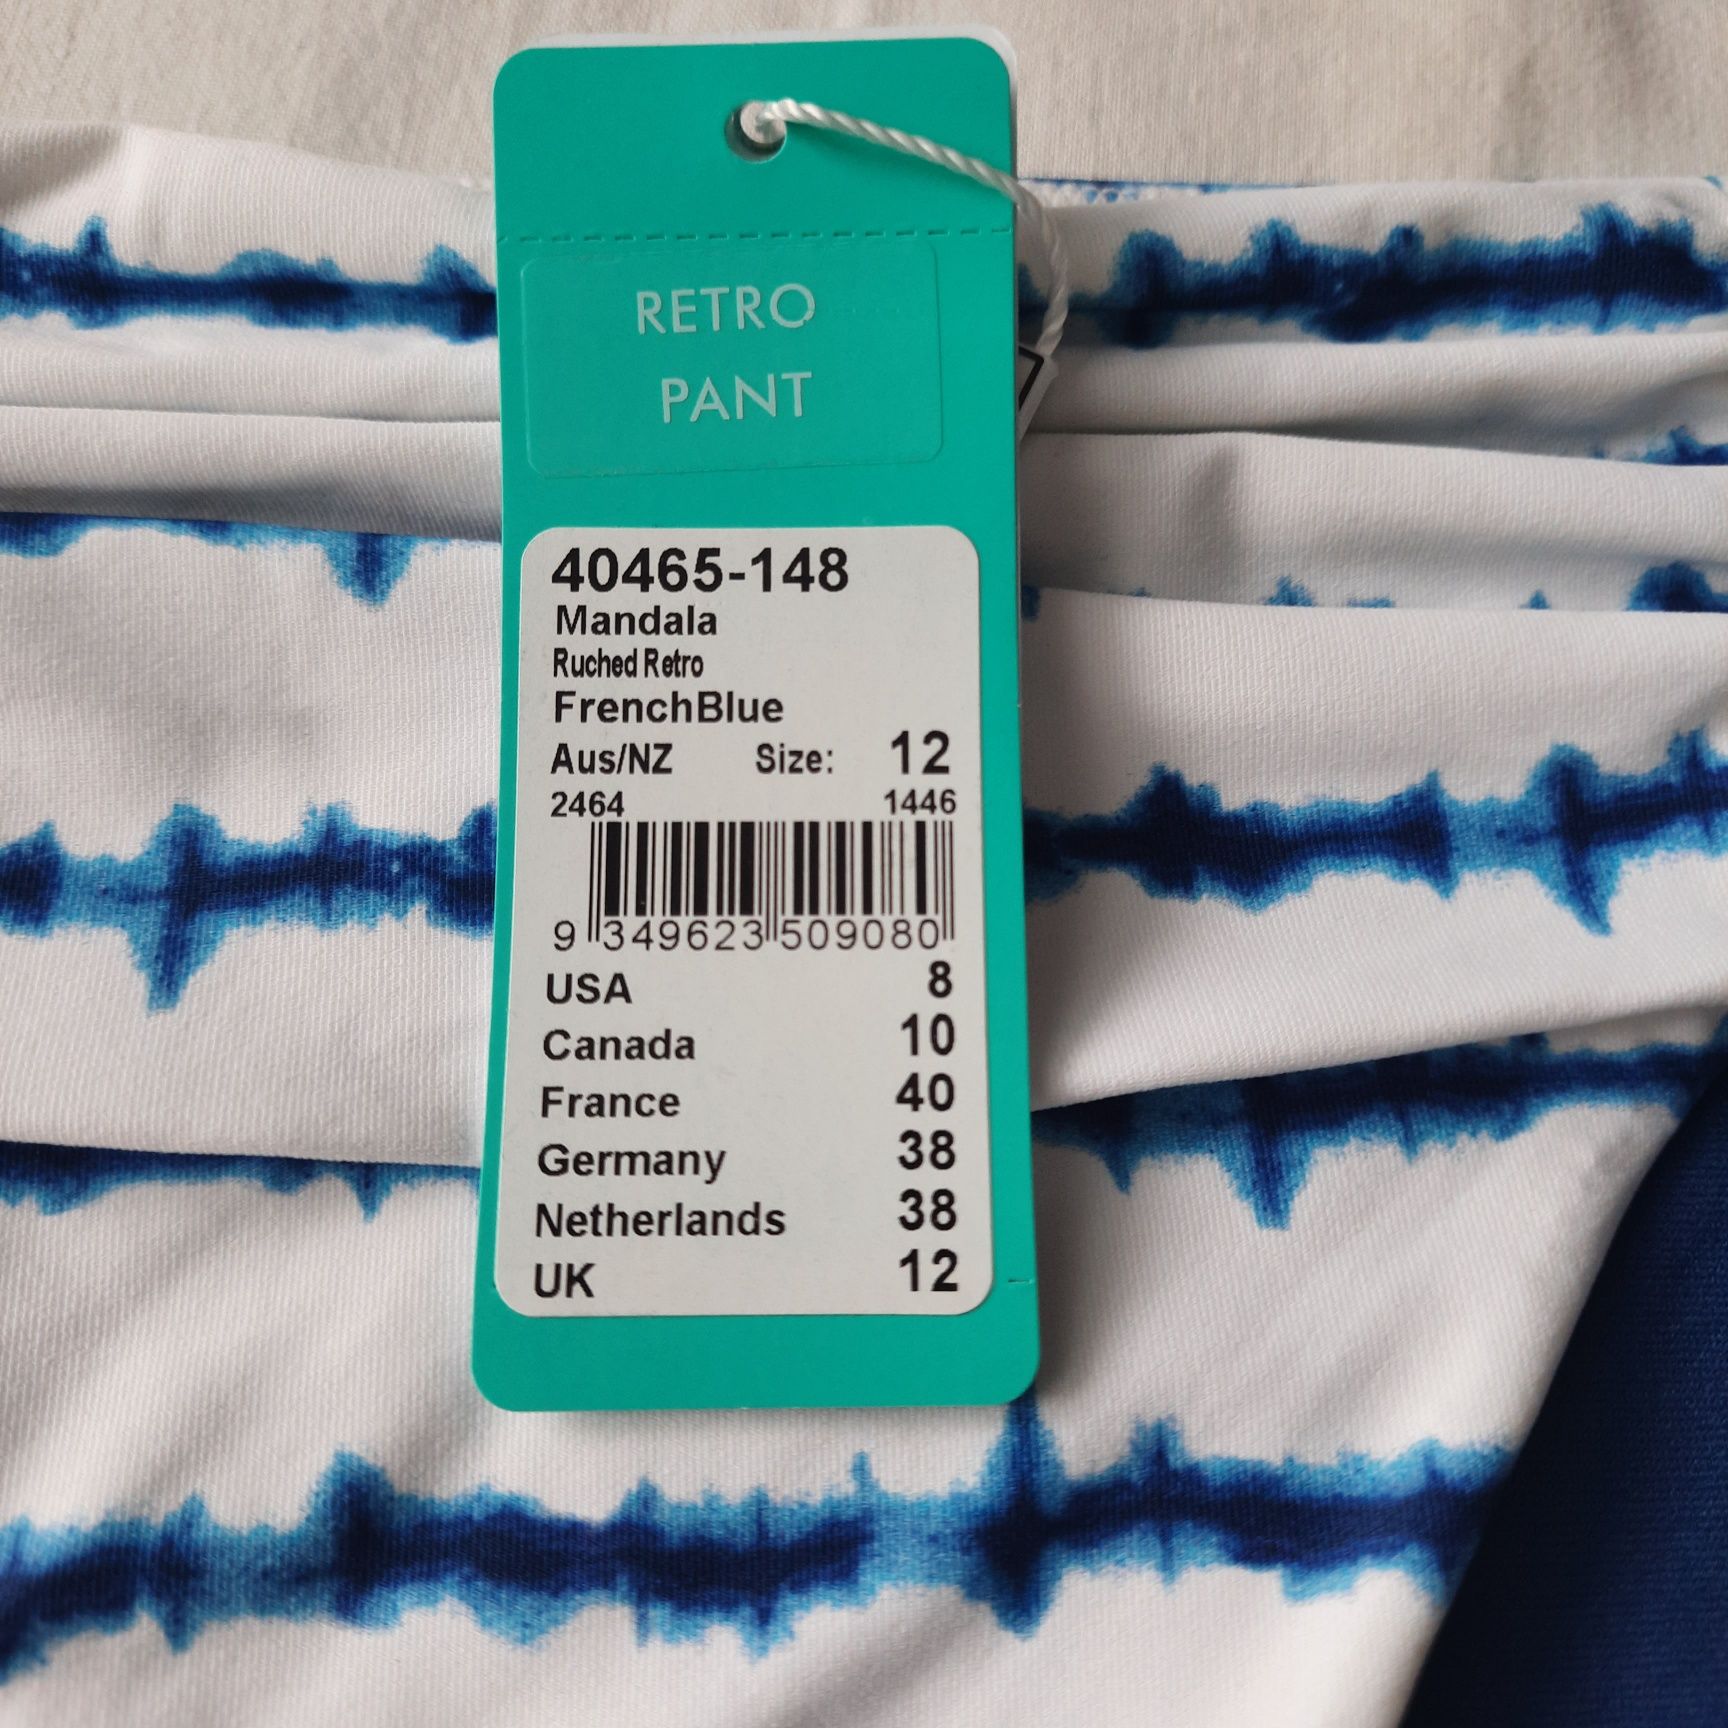 RETRO
PANT
40465-148
Mandala
Ruched Retro
FrenchBlue
Aus/NZ Size: 12
2464 1446
9 349623 509080
USA 8
Canada 10
France 40
Germany 38
Netherlands 38
UK 12